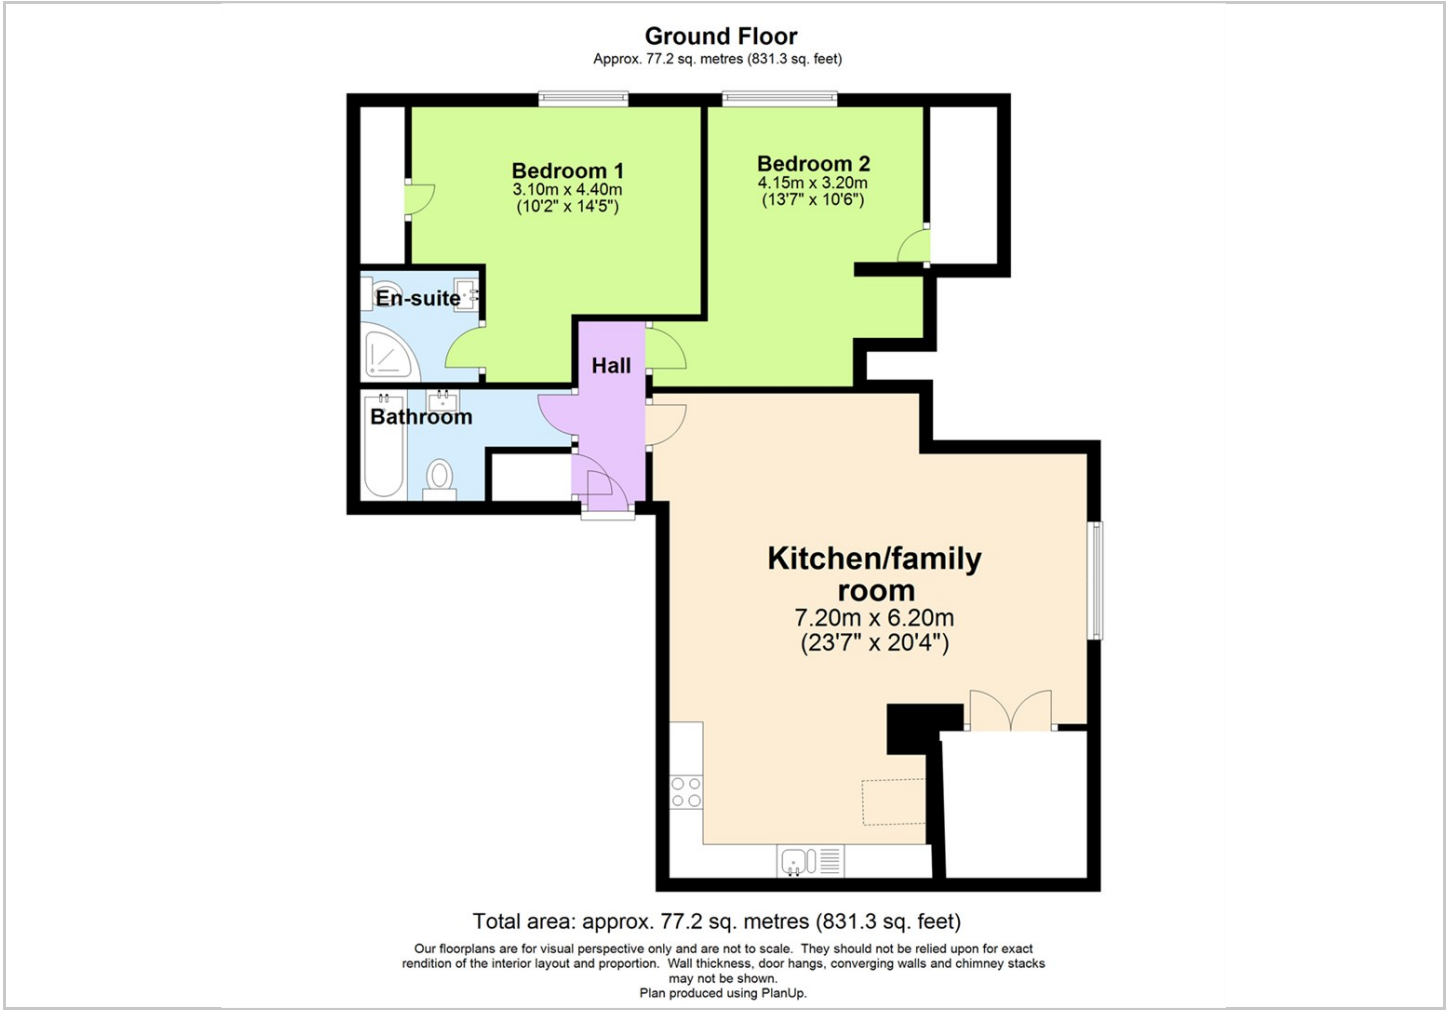 Ground Floor
Approx. 77.2 sq. metres (831.3 sq. feet)
Bedroom 1
3.10m x 4.40m
(10'2" x 14'5")
Bedroom 2
4.15m x 3.20m
(13'7" x 10'6")
En-suite
Hall
Bathroom
Kitchen/family
room
7.20m x 6.20m
(23'7" x 20'4")
Total area: approx. 77.2 sq. metres (831.3 sq. feet)
Our floorplans are for visual perspective only and are not to scale. They should not be relied upon for exact
rendition of the interior layout and proportion. Wall thickness, door hangs, converging walls and chimney stacks
may not be shown.
Plan produced using PlanUp.